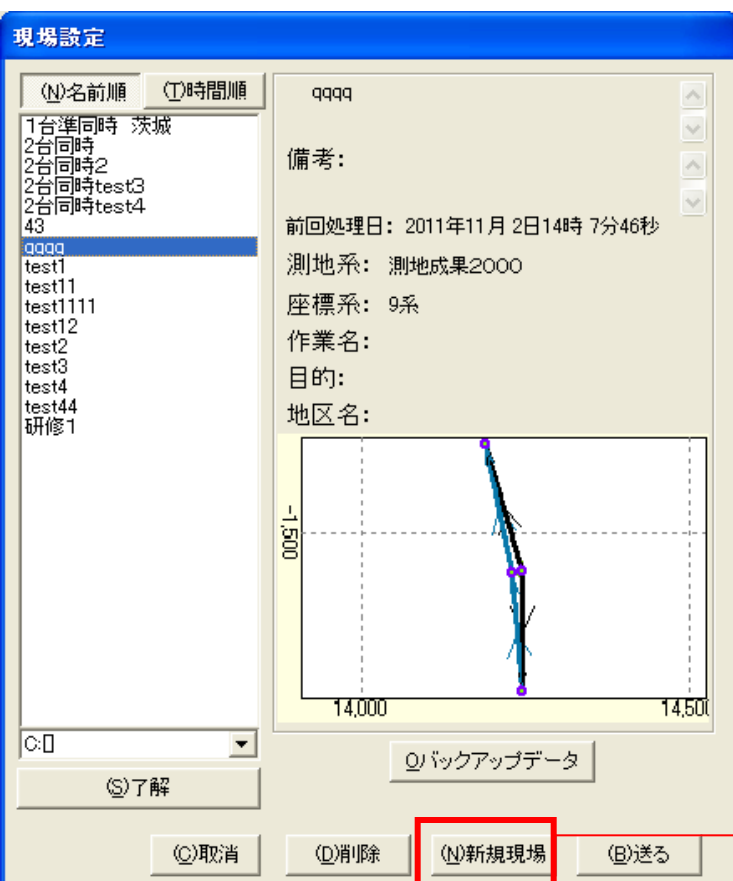 現場設定
(N)名前順 (T)時間順
1台準同時 茨城
2台同時
2台同時2
2台同時test3
2台同時test4
43
qqqq
test1
test11
test1111
test12
test2
test3
test4
test44
研修1
C:[]
(S)了解
qqqq
備考:
前回処理日: 2011年11月 2日14時 7分46秒
測地系: 測地成果2000
座標系: 9系
作業名:
目的:
地区名:
-1,500
14,000 14,500
Oバックアップデータ
(C)取消 (D)削除 (N)新規現場 (B)送る